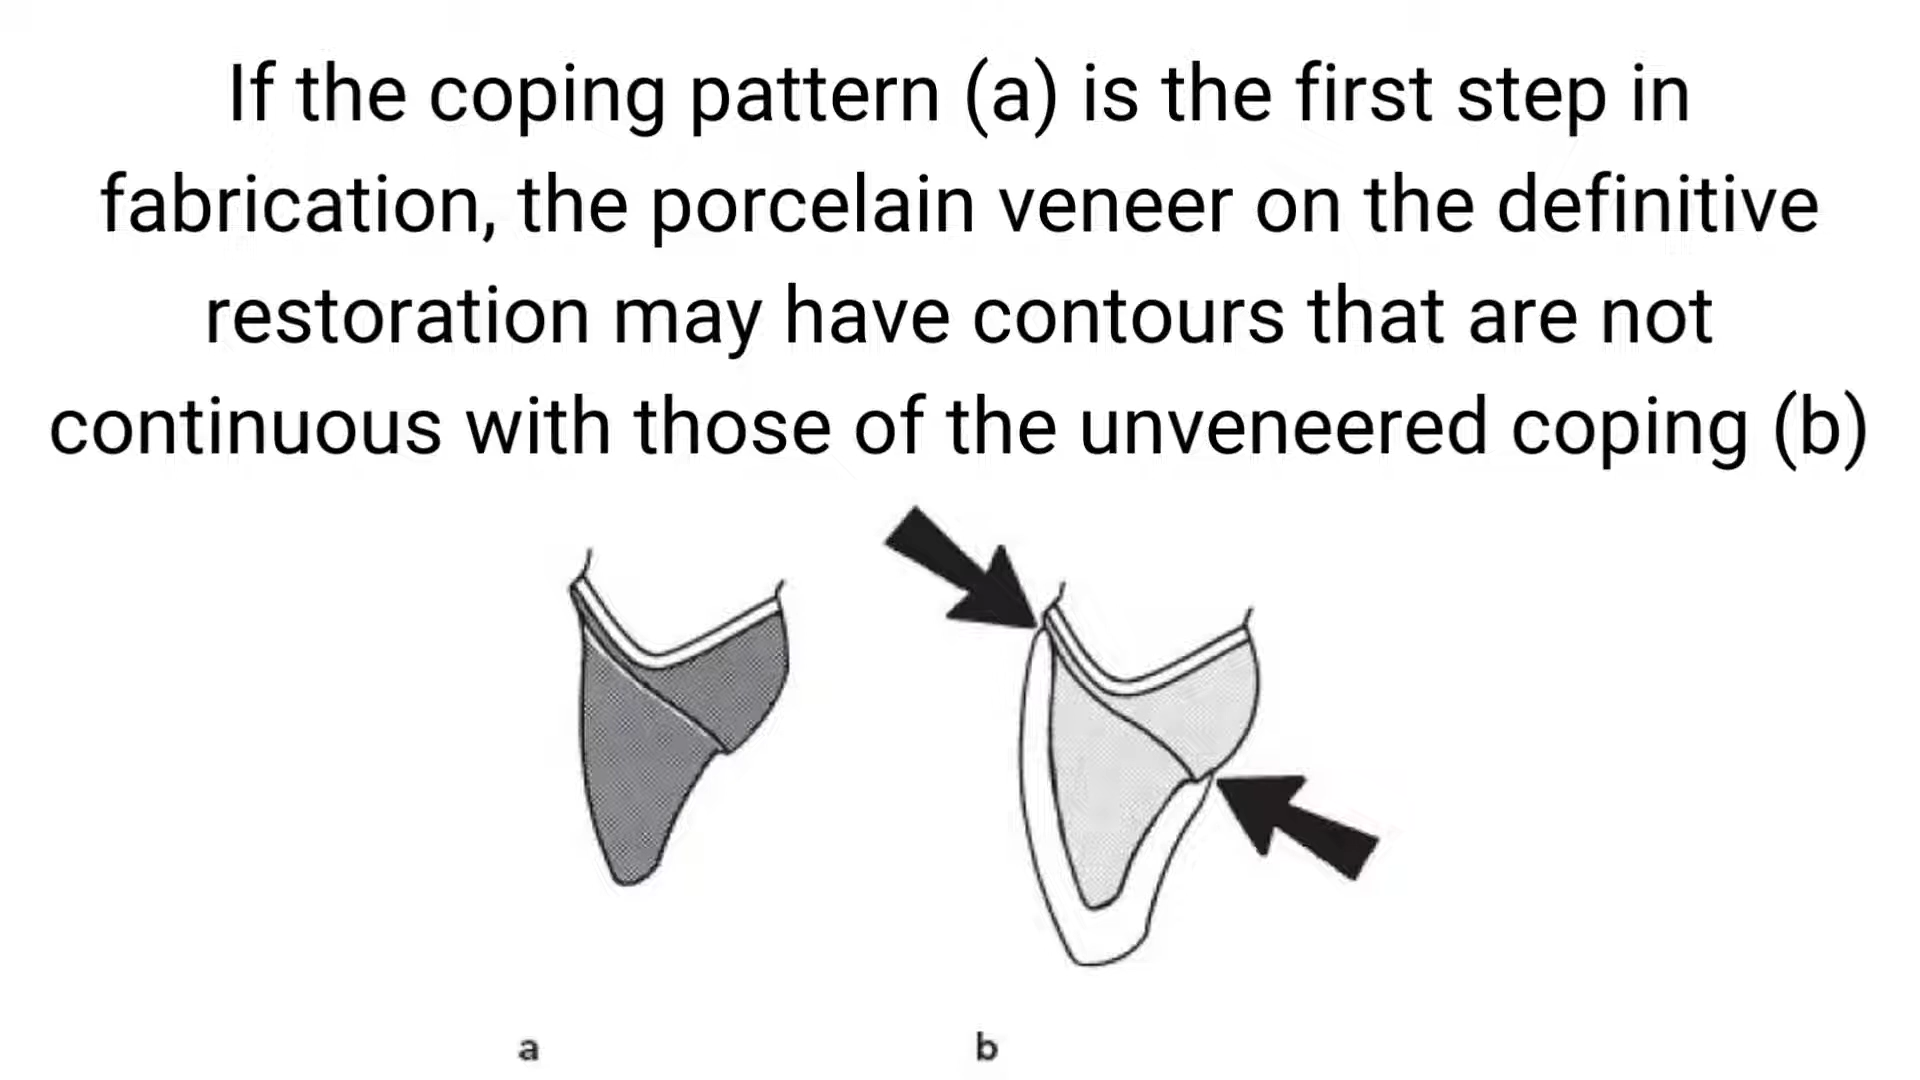 If the coping pattern (a) is the first step in
fabrication, the porcelain veneer on the definitive
restoration may have contours that are not
continuous with those of the unveneered coping (b)
a
b